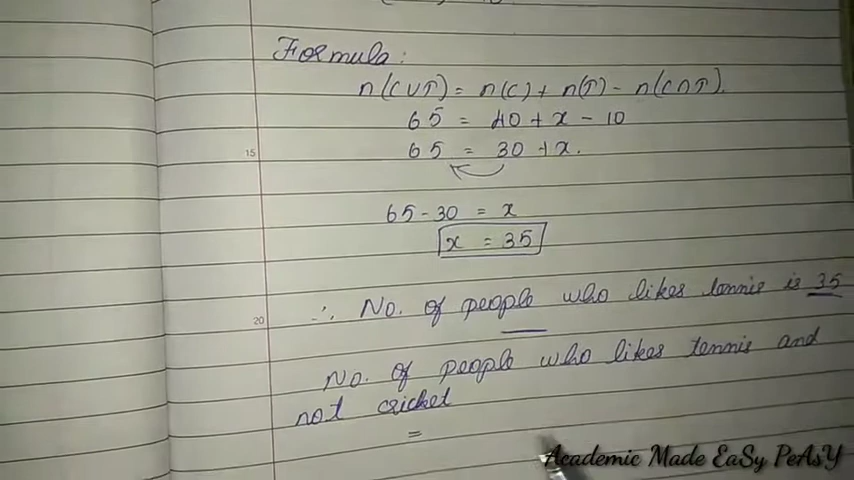 Formula:
n(C∪T) = n(C) + n(T) - n(C∩T).
65 = 40 + x - 10
15
65 = 30 + x.
65 - 30 = x
x = 35
∴ No. of people who likes tennis is 35
20
No. of people who likes tennis and
not cricket
=
Academic Made EaSy PeAsY